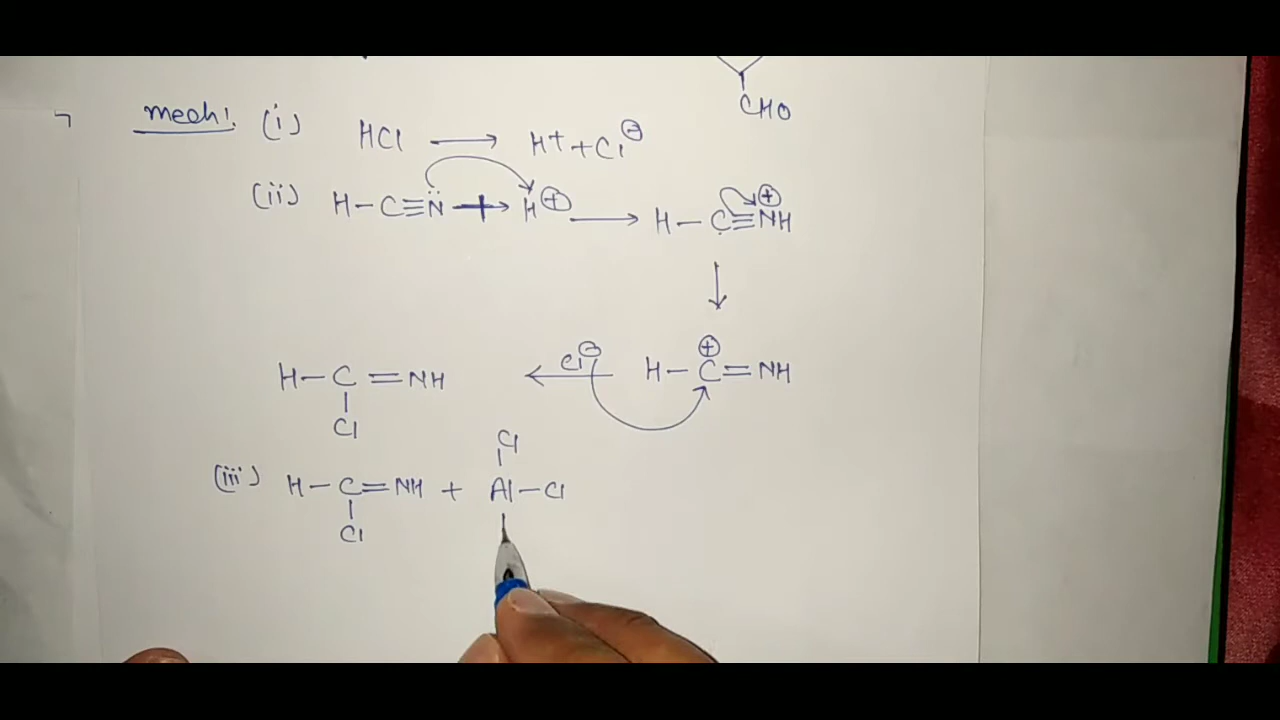 CHO
mech! (i) HCl ⟶ H+ + Cl⊖
(ii) H–C≡N̈ + → H⊕ ⟶ H–C≡N⊕H
↓
H–C=NH ⟵ Cl⊖ H–C⊕=NH
|
Cl
Cl
|
(iii) H–C=NH + Al–Cl
|
Cl